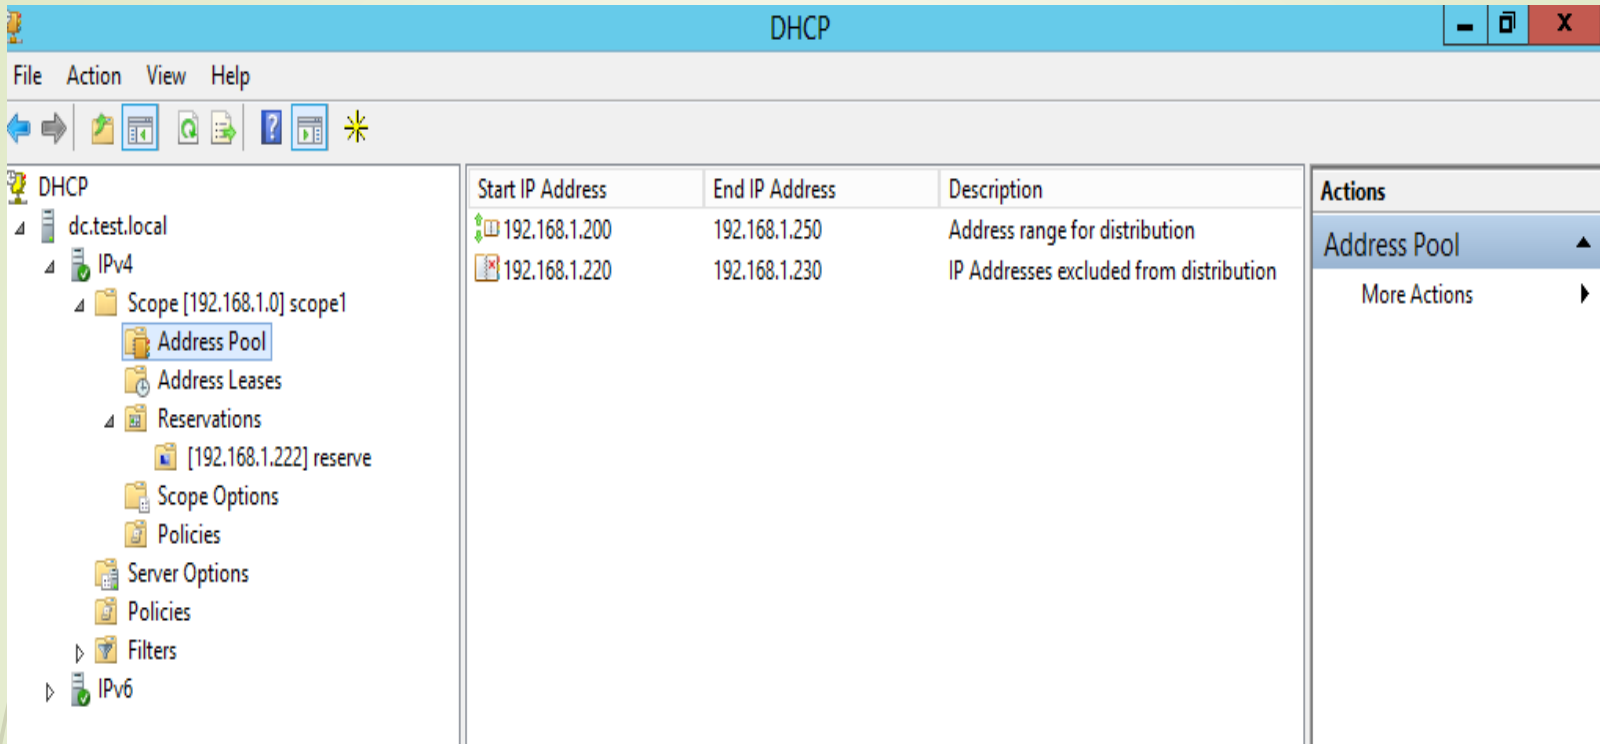 DHCP
File Action View Help
DHCP
dc.test.local
IPv4
Scope [192.168.1.0] scope1
Address Pool
Address Leases
Reservations
[192.168.1.222] reserve
Scope Options
Policies
Server Options
Policies
Filters
IPv6
Start IP Address End IP Address Description
192.168.1.200 192.168.1.250 Address range for distribution
192.168.1.220 192.168.1.230 IP Addresses excluded from distribution
Actions
Address Pool
More Actions